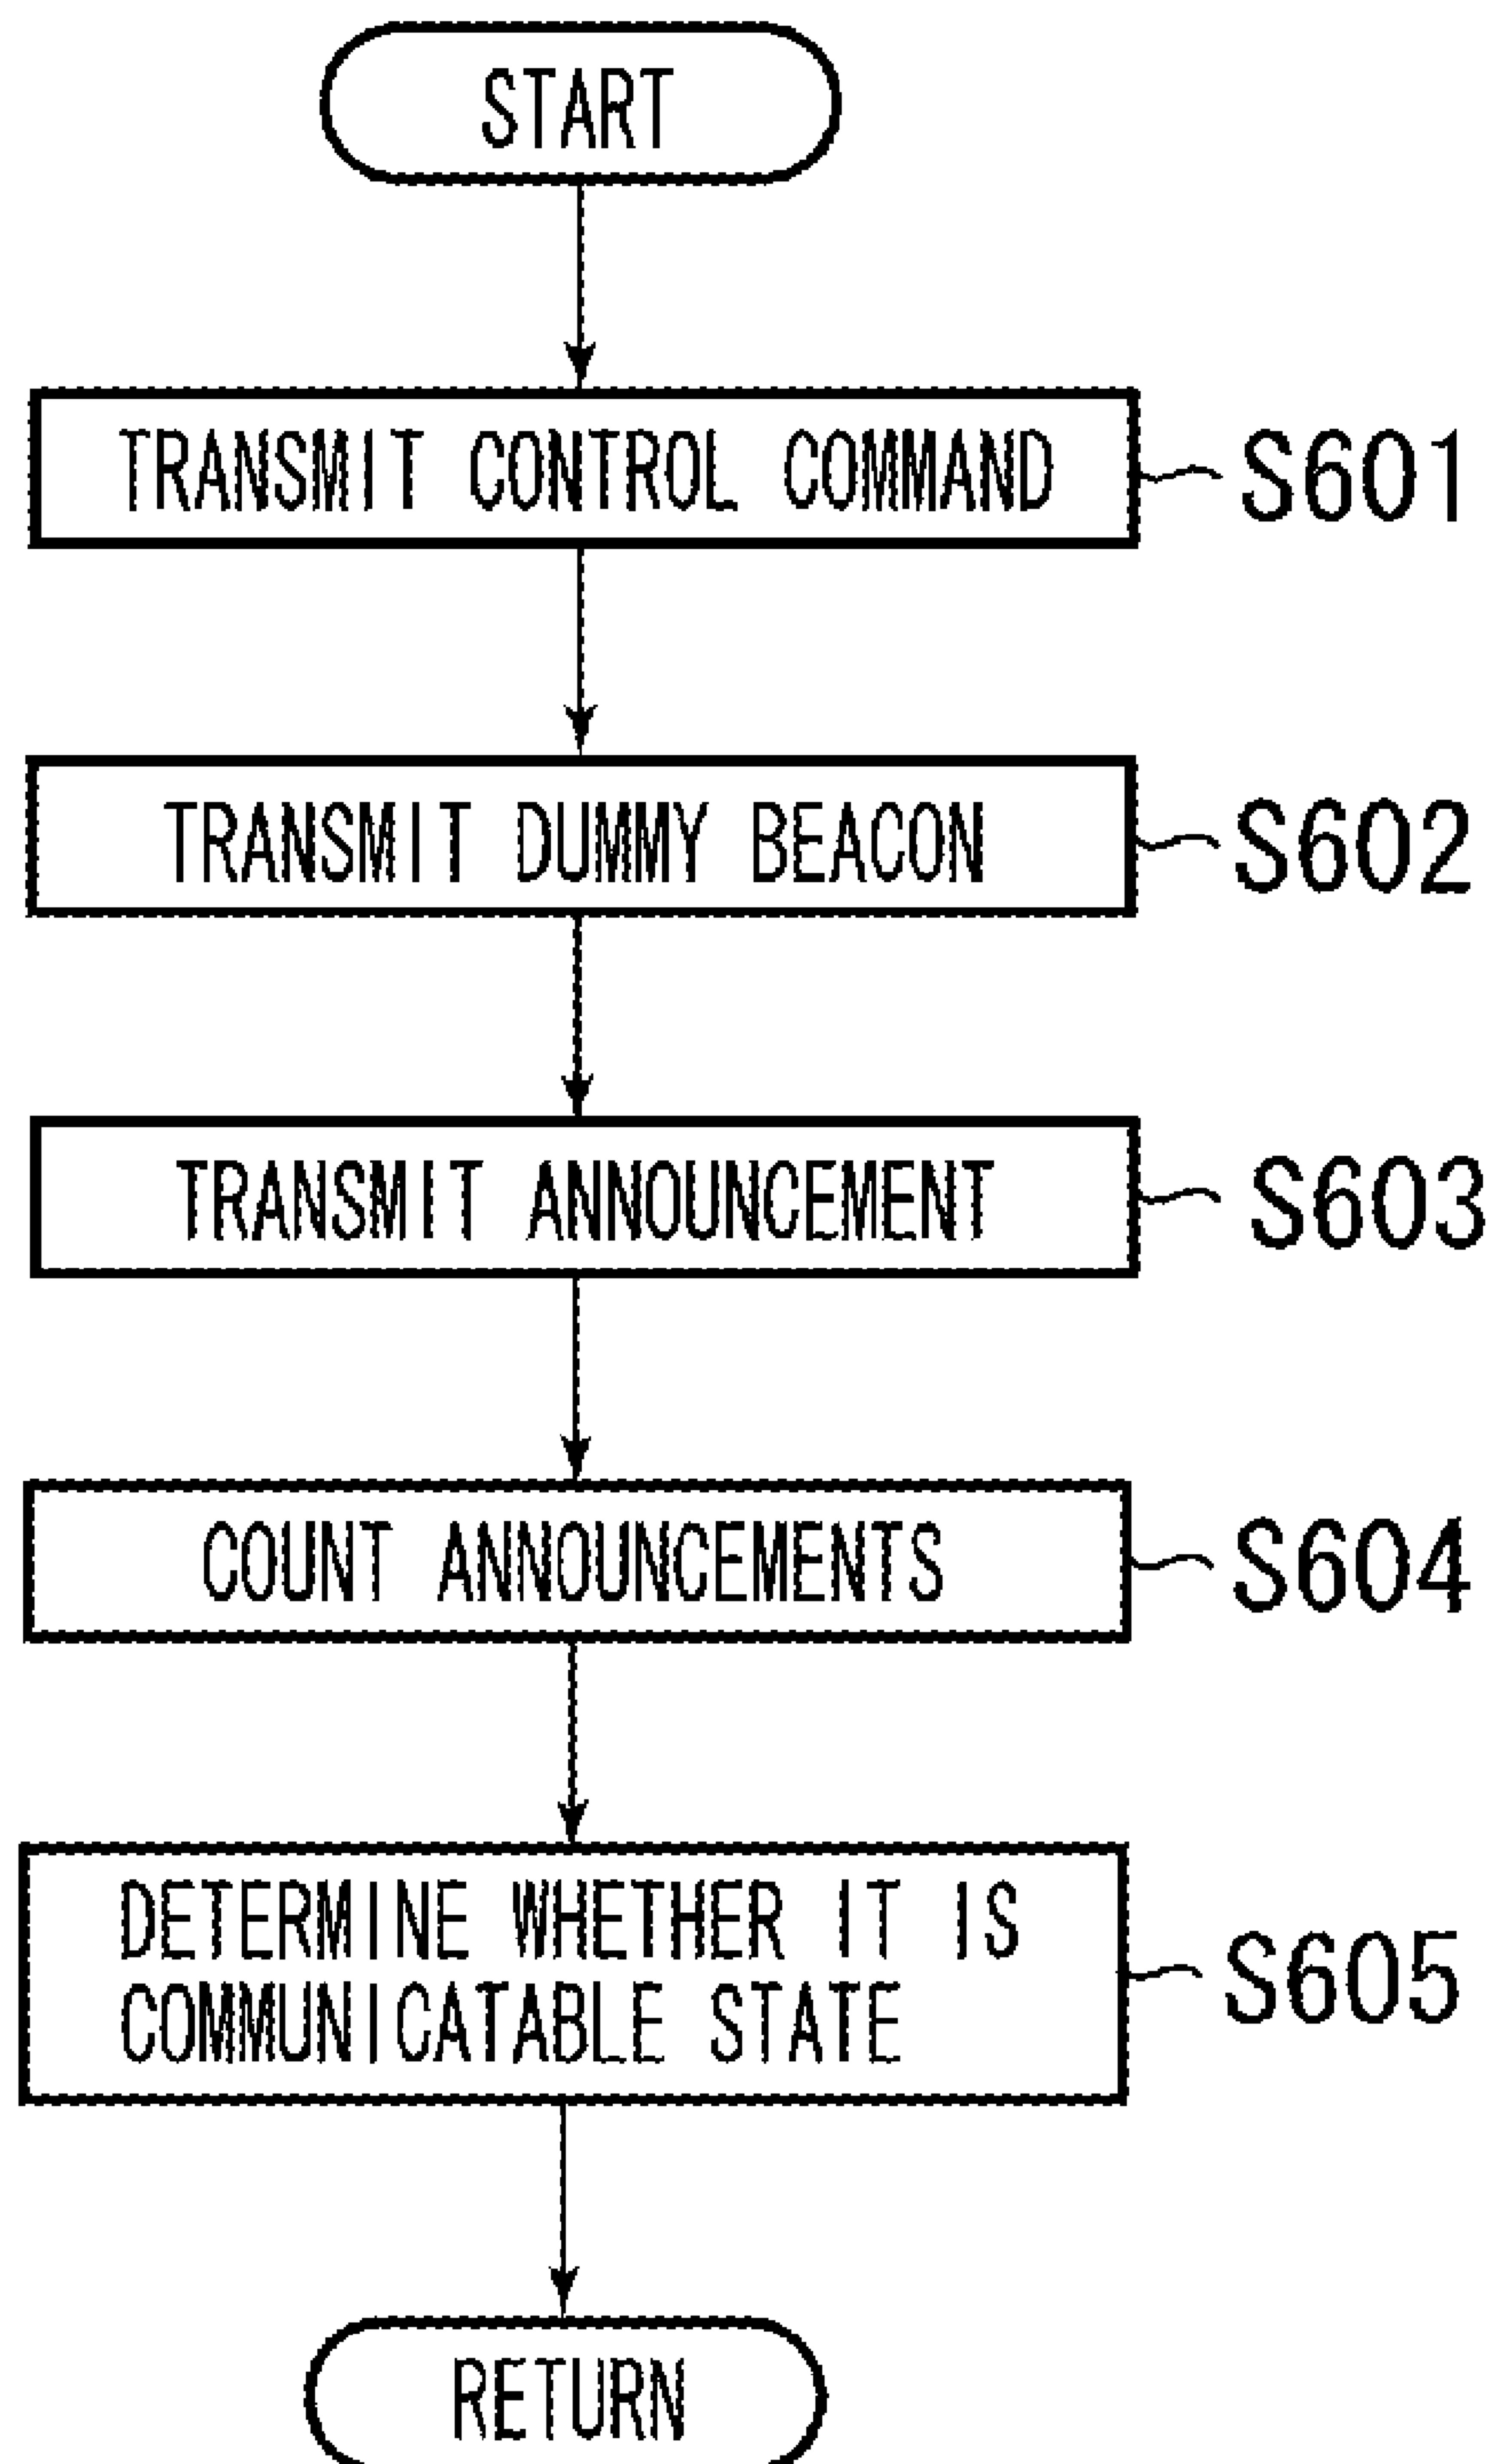 START
TRANSMIT CONTROL COMMAND
S601
TRANSMIT DUMMY BEACON
S602
TRANSMIT ANNOUNCEMENT
S603
COUNT ANNOUNCEMENTS
S604
DETERMINE WHETHER IT IS
COMMUNICATABLE STATE
S605
RETURN